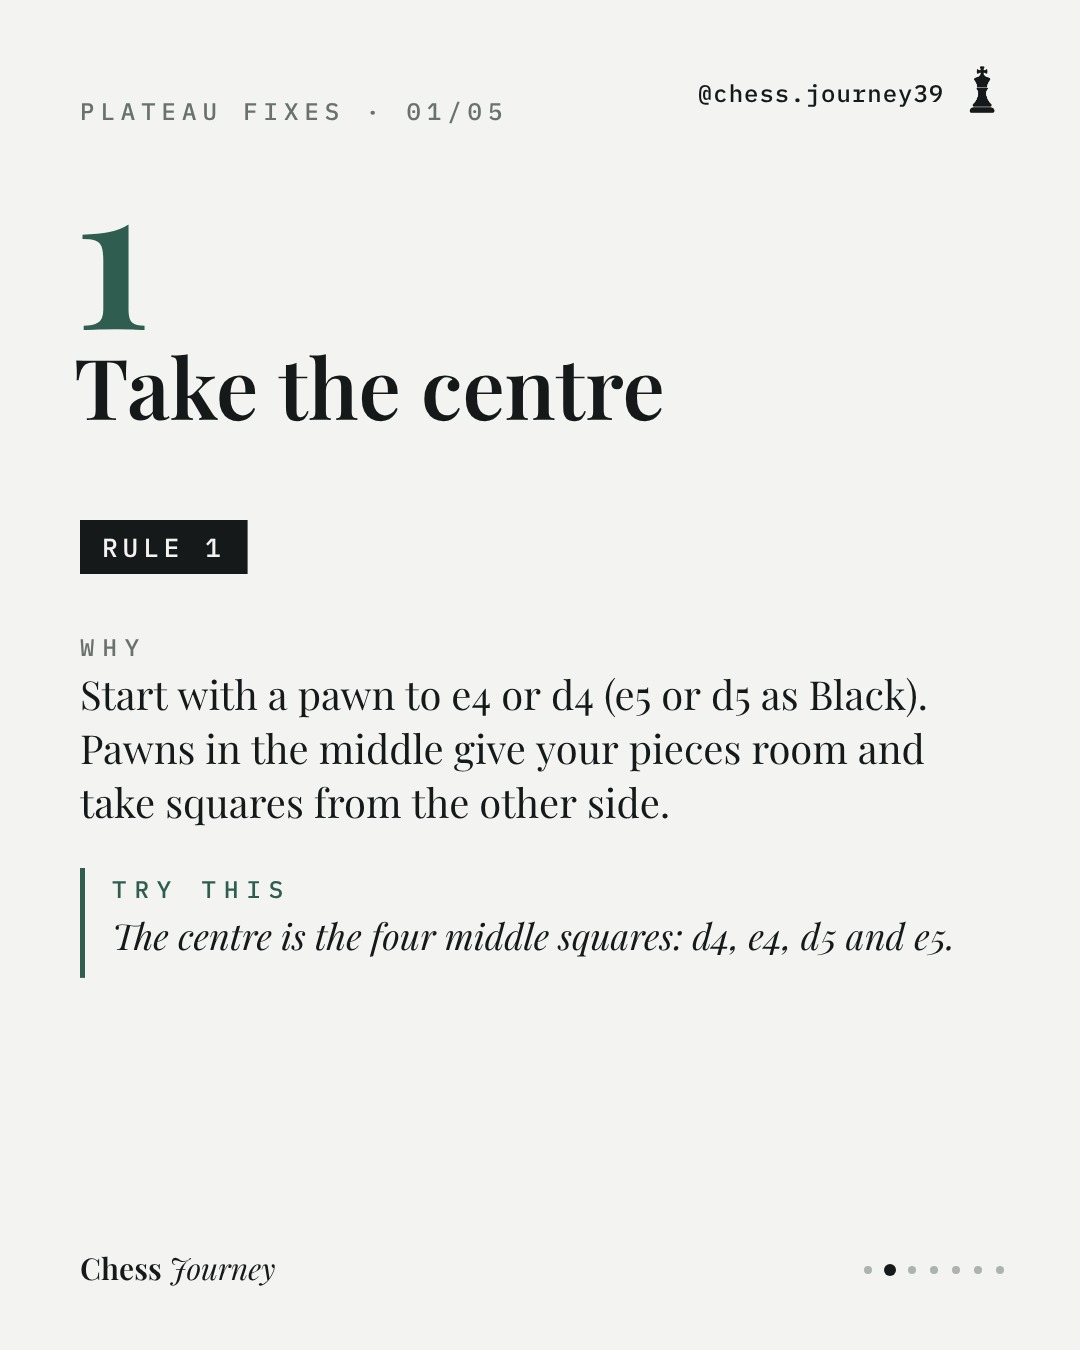 PLATEAU FIXES · 01/05
@chess.journey39
1
Take the centre
RULE 1
WHY
Start with a pawn to e4 or d4 (e5 or d5 as Black).
Pawns in the middle give your pieces room and
take squares from the other side.
TRY THIS
The centre is the four middle squares: d4, e4, d5 and e5.
Chess Journey